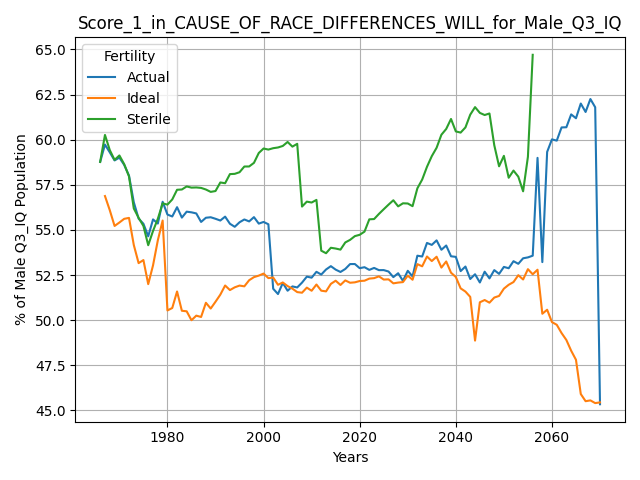 Score_1_in_CAUSE_OF_RACE_DIFFERENCES_WILL_for_Male_Q3_IQ
65.0
62.5
60.0
57.5
55.0
52.5
50.0
47.5
45.0
% of Male Q3_IQ Population
Fertility
Actual
Ideal
Sterile
1980
2000
2020
2040
2060
Years